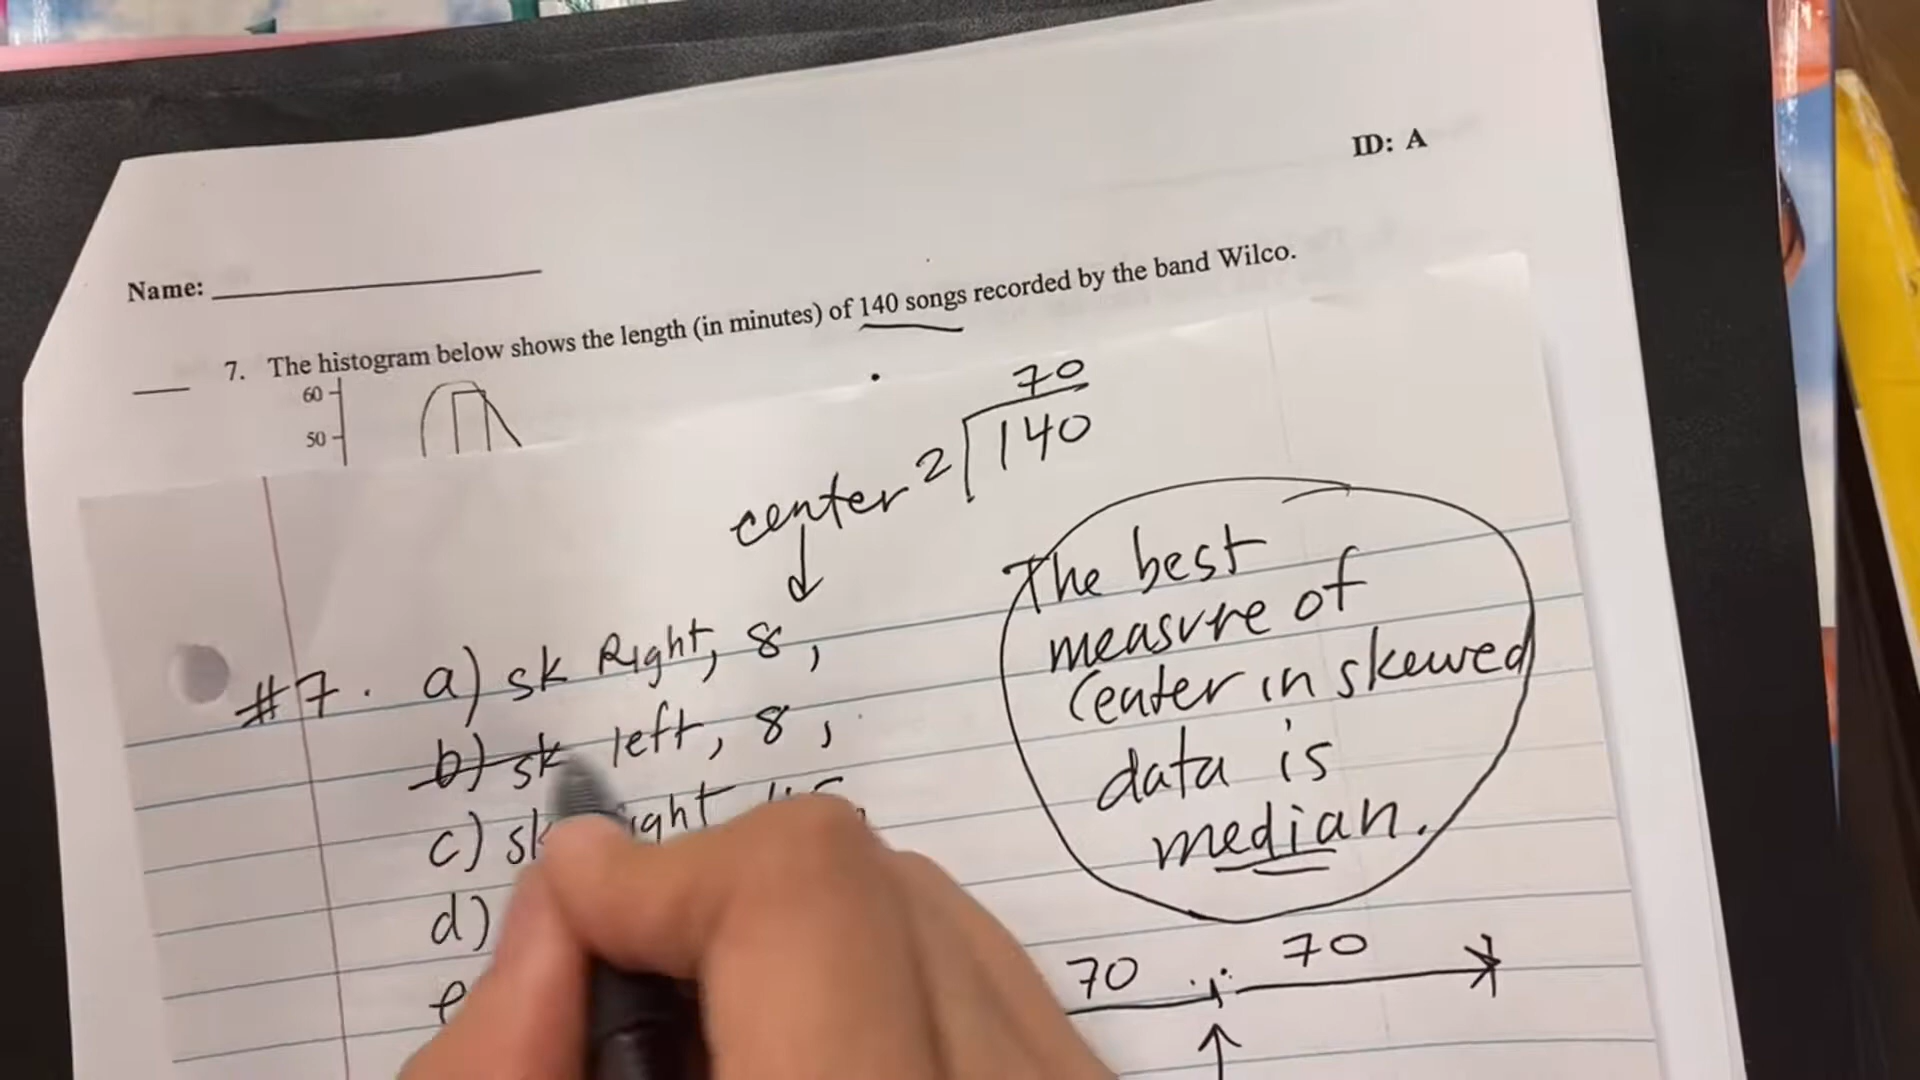 ID: A
Name:
7. The histogram below shows the length (in minutes) of 140 songs recorded by the band Wilco.
60
50
70
2 140
center
The best
measure of
Center in skewed
data is
median.
#7. a) sk Right, 8,
b) sk left, 8,
c)
d)
70 70